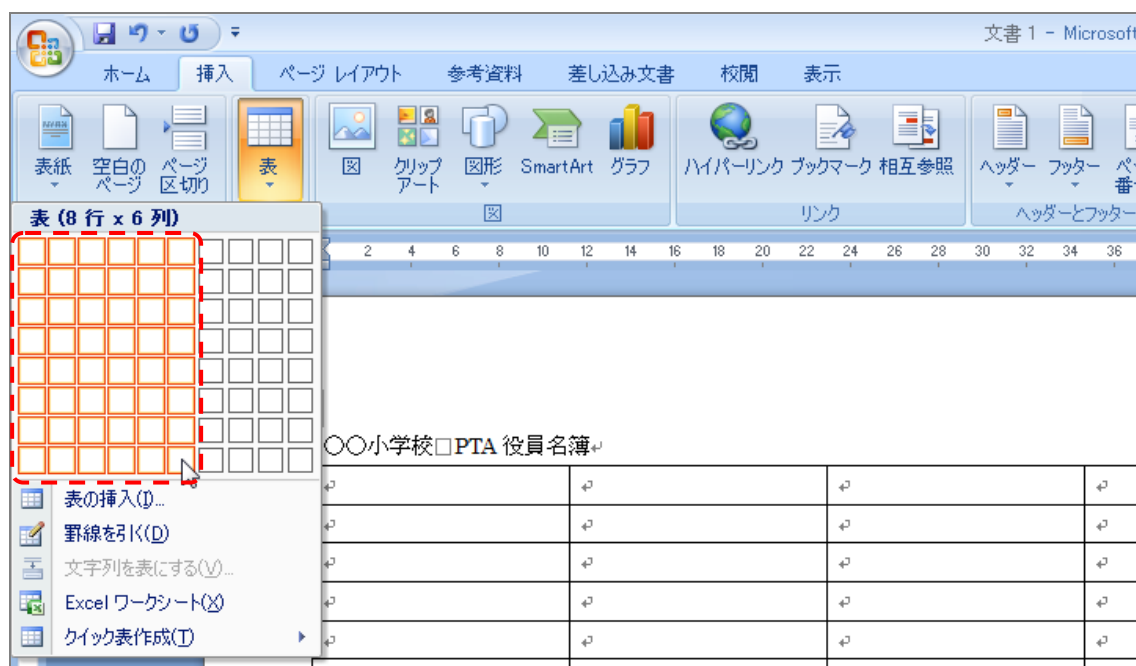 文書 1 - Microsoft
ホーム 挿入 ページ レイアウト 参考資料 差し込み文書 校閲 表示
表紙 空白の ページ 表 図 クリップ 図形 SmartArt グラフ ハイパーリンク ブックマーク 相互参照 ヘッダー フッター ペ
ページ 区切り アート 番
図 リンク ヘッダーとフッター
表 (8 行 x 6 列)
2 4 6 8 10 12 14 16 18 20 22 24 26 28 30 32 34 36
〇〇小学校□PTA 役員名簿↵
表の挿入(I)...
罫線を引く(D)
文字列を表にする(V)...
Excel ワークシート(X)
クイック表作成(T)